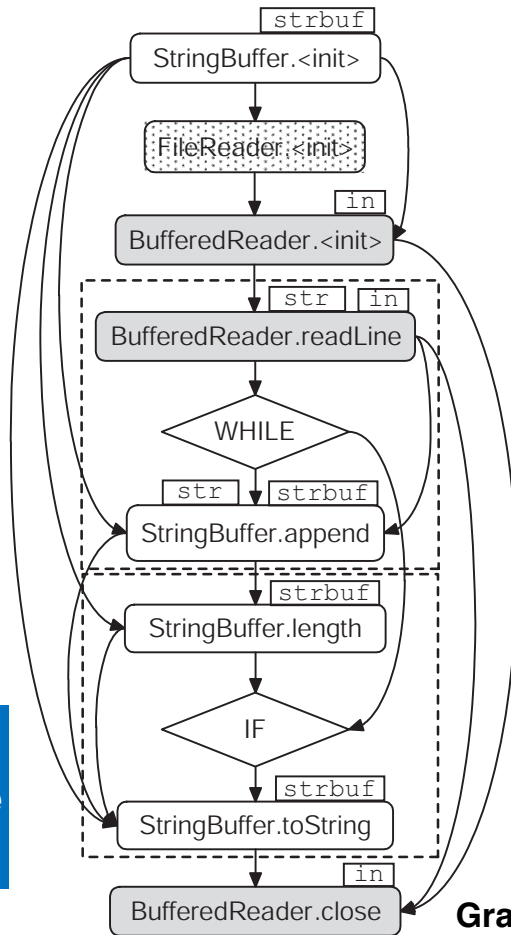 strbuf
StringBuffer.<init>
FileReader.<init>
in
BufferedReader.<init>
str in
BufferedReader.readLine
WHILE
str strbuf
StringBuffer.append
strbuf
StringBuffer.length
IF
strbuf
StringBuffer.toString
in
BufferedReader.close
Gra